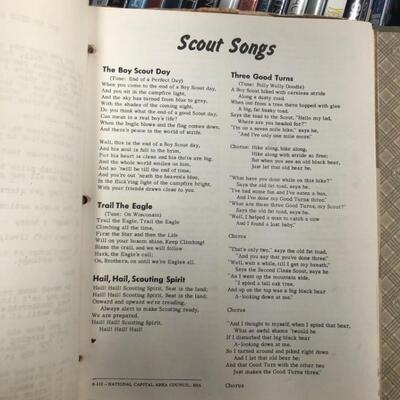 Scout Songs
The Boy Scout Day
(Tune: End of a Perfect Day)
When you come to the end of a Boy Scout day,
And you sit in the campfire light,
And the sky has turned from blue to gray,
With the shades of the coming night,
Do you think what the end of a good Scout day,
Can mean in a real boy's life?
When the bugle blows and the flag comes down,
And there's peace in the world of strife.
Well, this is the end of a Boy Scout day,
And his soul is full to the brim,
For his heart is clean and his thots are big,
And the whole world smiles on him,
And so 'twill be till the end of time,
And you're out 'neath the heaven's blue,
In the flick'ring light of the campfire bright,
With your friends drawn close to you.
Trail The Eagle
(Tune: On Wisconsin)
Trail the Eagle, Trail the Eagle
Climbing all the time,
First the Star and then the Life
Will on your bosom shine, Keep Climbing!
Blaze the trail, and we will follow
Hark, the Eagle's call;
On, Brothers, on until we're Eagles all.
Hail, Hail, Scouting Spirit
Hail! Hail! Scouting Spirit, Best in the land;
Hail! Hail! Scouting Spirit, Best in the land;
Onward and upward we're treading,
Always alert to make Scouting ready,
We are prepared.
Hail! Hail! Scouting Spirit,
Hail! Hail! Hail!
6-112 - NATIONAL CAPITAL AREA COUNCIL, BSA
Three Good Turns
(Tune: Polly Wolly Doodle)
A Boy Scout hiked with careless stride
Along a dusty road.
When out from a tree there hopped with glee
A big, fat husky toad.
Says the toad to the Scout, "Hello my lad,
Where are you headed for?"
"I'm on a seven mile hike," says he,
"And I've only one mile more".
Chorus: Hike along, hike along,
Hike along with stride so free;
For when you see an old black bear,
Just let that old bear be.
"What have you done while on this hike?"
Says the fat old toad to the Scout.
"I've had some fun and I've eaten a bun,
And I've done my Good Turns three."
"What are those three Good Turns, my Scout?"
Says the old fat toad, says he.
"Well, I helped a man to catch a cow
And I found a lost baby".
Chorus
"That's only two," says the old fat toad,
"And you say that you've done three".
"Well, wait a while, till I get my breath,"
Says the Second Class Scout, says he
"As I went up the mountain side,
I spied a tall oak tree,
And up on the top was a big black bear
A-looking down at me."
Chorus
"And I thought to myself, when I spied that bear,
What an awful shame 'twould be
If I disturbed that big black bear
A-looking down at me.
So I turned around and piked right down
And I let that old bear be;
And that Good Turn with the other two
Just makes the Good Turns three."
Chorus